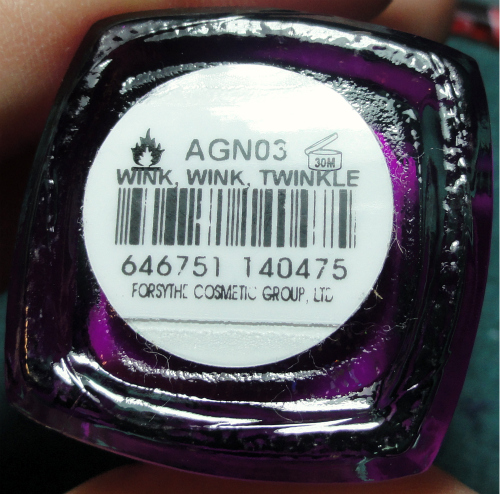 AGN03 30M
WINK, WINK, TWINKLE
646751 140475
FORSYTHE COSMETIC GROUP, LTD